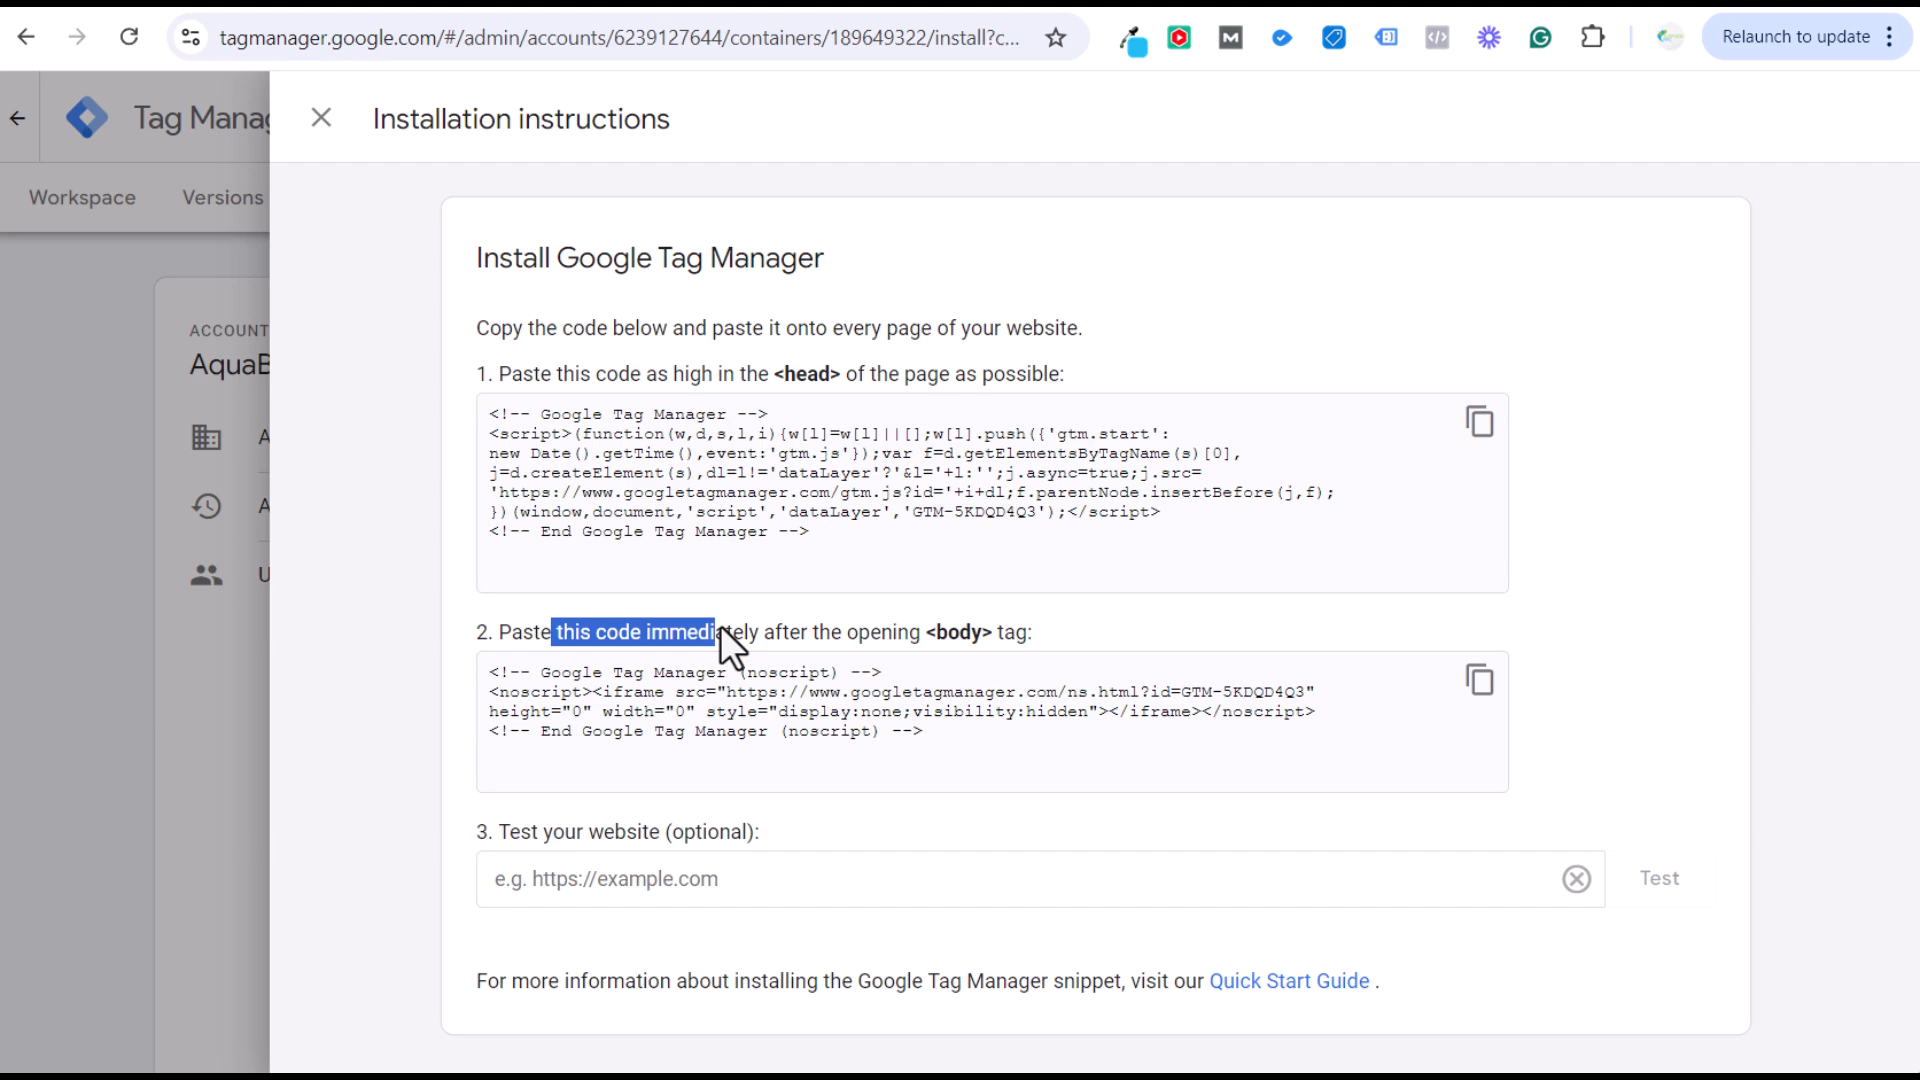 tagmanager.google.com/#/admin/accounts/6239127644/containers/189649322/install?c...
Relaunch to update
Tag Manag
Installation instructions
Workspace Versions
Install Google Tag Manager
Copy the code below and paste it onto every page of your website.
ACCOUNT
AquaB
A
A
U
1. Paste this code as high in the <head> of the page as possible:
<!-- Google Tag Manager -->
<script>(function(w,d,s,l,i){w[l]=w[l]||[];w[l].push({'gtm.start':
new Date().getTime(),event:'gtm.js'});var f=d.getElementsByTagName(s)[0],
j=d.createElement(s),dl=l!='dataLayer'?'&l='+l:'';j.async=true;j.src=
'https://www.googletagmanager.com/gtm.js?id='+i+dl;f.parentNode.insertBefore(j,f);
})(window,document,'script','dataLayer','GTM-5KDQD4Q3');</script>
<!-- End Google Tag Manager -->
2. Paste this code immediately after the opening <body> tag:
<!-- Google Tag Manager (noscript) -->
<noscript><iframe src="https://www.googletagmanager.com/ns.html?id=GTM-5KDQD4Q3"
height="0" width="0" style="display:none;visibility:hidden"></iframe></noscript>
<!-- End Google Tag Manager (noscript) -->
3. Test your website (optional):
e.g. https://example.com
Test
For more information about installing the Google Tag Manager snippet, visit our Quick Start Guide .